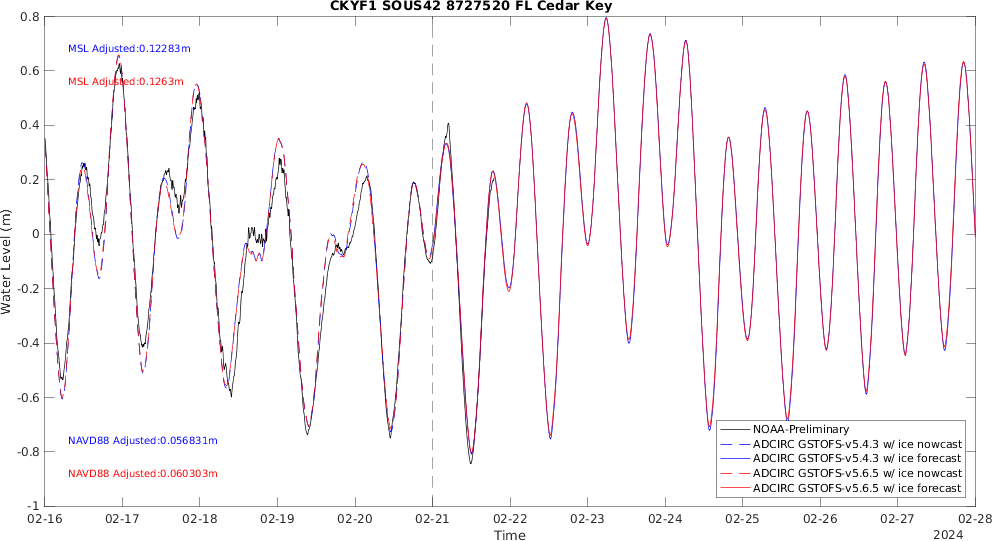 CKYF1 SOUS42 8727520 FL Cedar Key
0.8
0.6
0.4
0.2
0
-0.2
-0.4
-0.6
-0.8
-1
Water Level (m)
MSL Adjusted:0.12283m
MSL Adjusted:0.1263m
NAVD88 Adjusted:0.056831m
NAVD88 Adjusted:0.060303m
NOAA-Preliminary
ADCIRC GSTOFS-v5.4.3 w/ ice nowcast
ADCIRC GSTOFS-v5.4.3 w/ ice forecast
ADCIRC GSTOFS-v5.6.5 w/ ice nowcast
ADCIRC GSTOFS-v5.6.5 w/ ice forecast
02-16 02-17 02-18 02-19 02-20 02-21 02-22 02-23 02-24 02-25 02-26 02-27 02-28
Time
2024